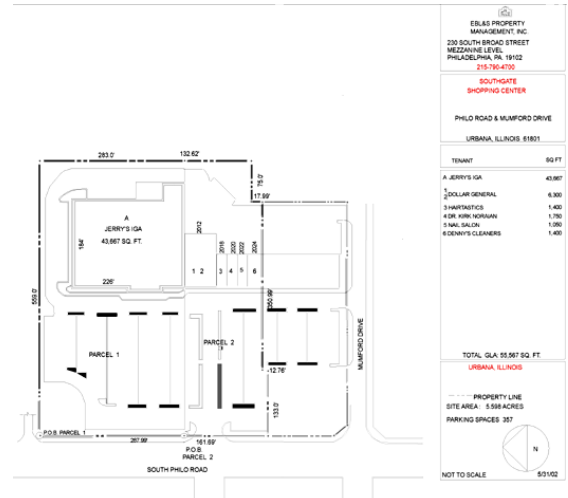 EBL&S PROPERTY
MANAGEMENT, INC.
230 SOUTH BROAD STREET
MEZZANINE LEVEL
PHILADELPHIA, PA. 19102
215-790-4700
SOUTHGATE
SHOPPING CENTER
PHILO ROAD & MUMFORD DRIVE
URBANA, ILLINOIS 61801
TENANT SQ.FT
A JERRY'S IGA 43,667
1
2 DOLLAR GENERAL 6,300
3 HAIRTASTICS 1,400
4 DR. KIRK NORMAN 1,750
5 NAIL SALON 1,050
6 DENNY'S CLEANERS 1,400
TOTAL GLA: 55,567 SQ. FT.
URBANA, ILLINOIS
PROPERTY LINE
SITE AREA: 5.598 ACRES
PARKING SPACES 357
N
NOT TO SCALE 5/31/02
283.0'
132.62'
75.0'
17.99'
A
JERRY'S IGA
43,667 SQ. FT.
184'
226'
559.0'
2012
2018
2020
2022
2024
1 2 3 4 5 6
350.99'
PARCEL 1
PARCEL 2
12.76'
133.0'
MUMFORD DRIVE
P.O.B. PARCEL 1
267.99'
161.69'
P.O.B.
PARCEL 2
SOUTH PHILO ROAD